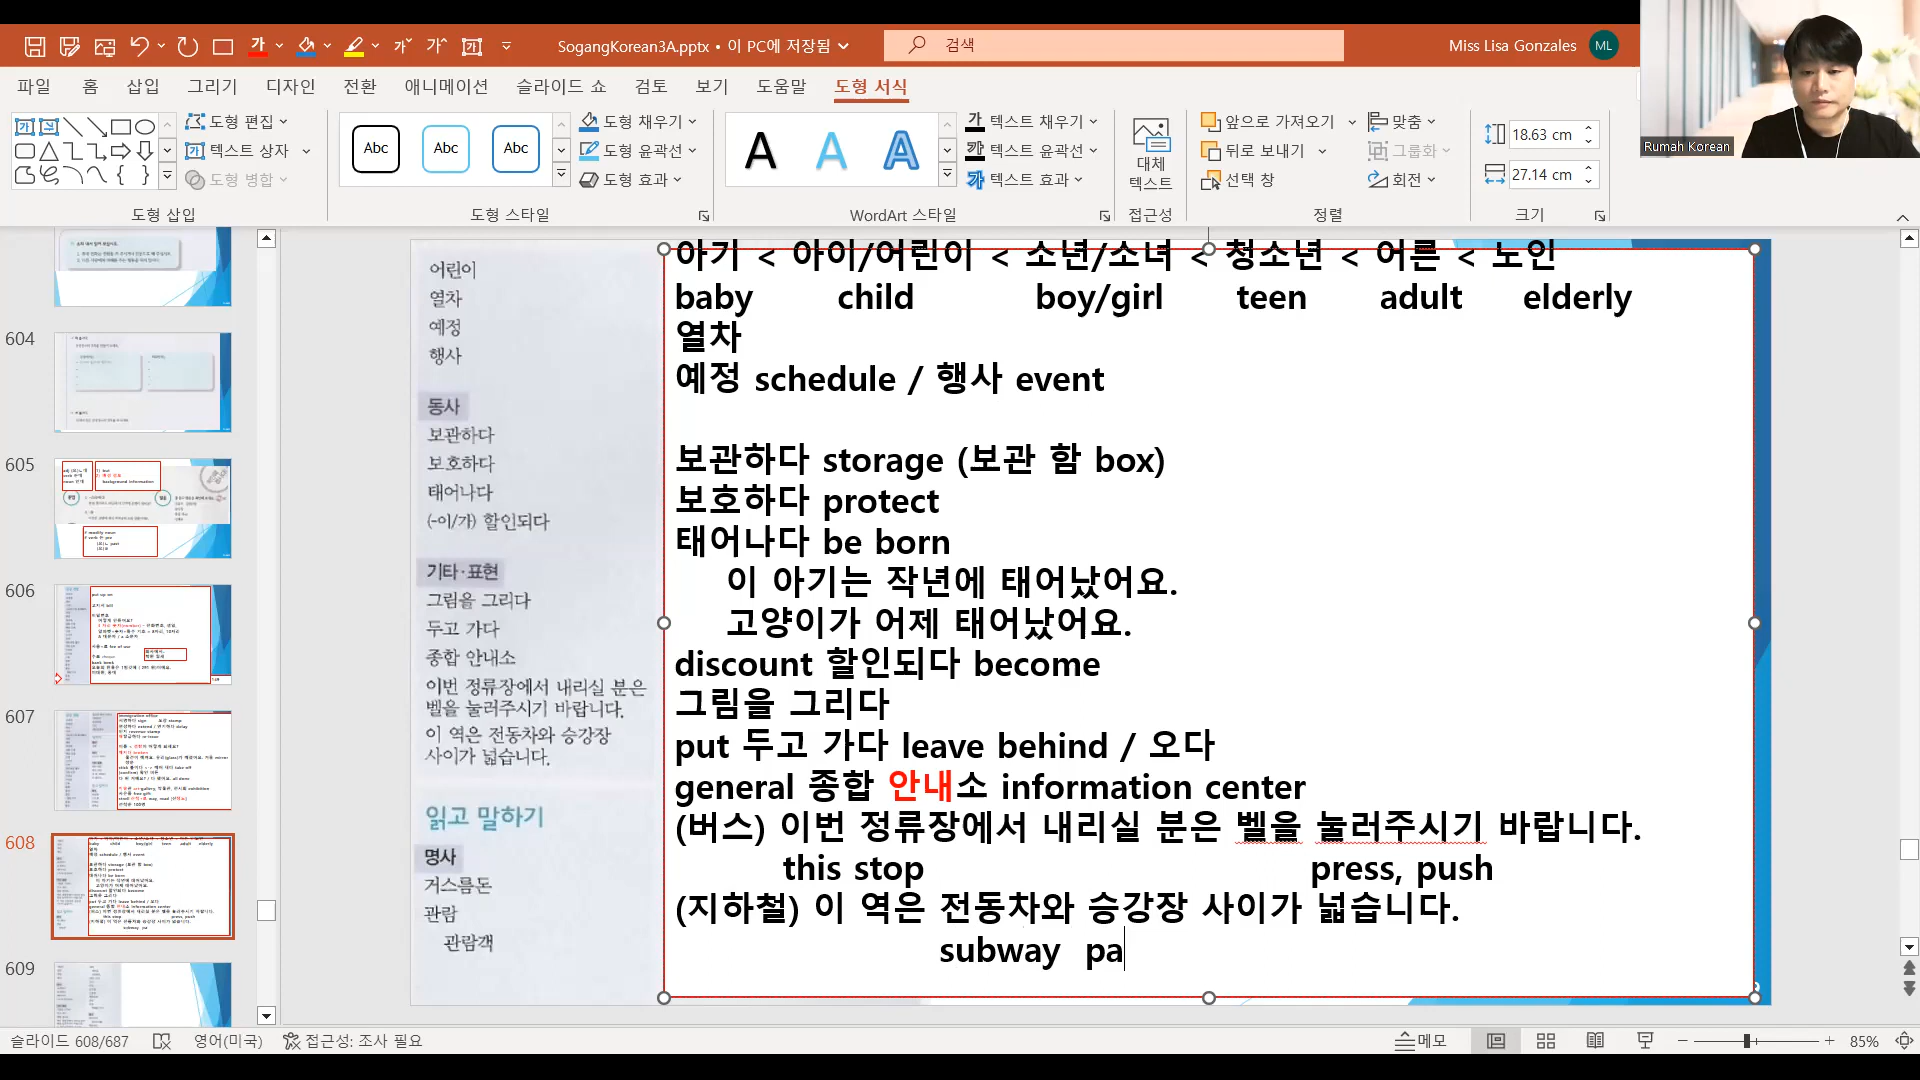 SogangKorean3A.pptx • 이 PC에 저장됨
검색
Miss Lisa Gonzales
ML
파일 홈 삽입 그리기 디자인 전환 애니메이션 슬라이드 쇼 검토 보기 도움말 도형 서식
도형 편집
텍스트 상자
도형 병합
도형 삽입
Abc Abc Abc
도형 채우기
도형 윤곽선
도형 효과
도형 스타일
A A A
텍스트 채우기
텍스트 윤곽선
텍스트 효과
WordArt 스타일
대체
텍스트
접근성
앞으로 가져오기
뒤로 보내기
선택 창
맞춤
그룹화
회전
정렬
18.63 cm
27.14 cm
크기
Rumah Korean
604
605
606
607
608
609
어린이
열차
예정
행사
동사
보관하다
보호하다
태어나다
(-이/가) 할인되다
기타·표현
그림을 그리다
두고 가다
종합 안내소
이번 정류장에서 내리실 분은
벨을 눌러주시기 바랍니다.
이 역은 전동차와 승강장
사이가 넓습니다.
읽고 말하기
명사
거스름돈
관람
관람객
아기 < 아이/어린이 < 소년/소녀 < 청소년 < 어른 < 노인
baby child boy/girl teen adult elderly
열차
예정 schedule / 행사 event
보관하다 storage (보관 함 box)
보호하다 protect
태어나다 be born
이 아기는 작년에 태어났어요.
고양이가 어제 태어났어요.
discount 할인되다 become
그림을 그리다
put 두고 가다 leave behind / 오다
general 종합 안내소 information center
(버스) 이번 정류장에서 내리실 분은 벨을 눌러주시기 바랍니다.
this stop press, push
(지하철) 이 역은 전동차와 승강장 사이가 넓습니다.
subway pa
슬라이드 608/687
영어(미국)
접근성: 조사 필요
메모
85%